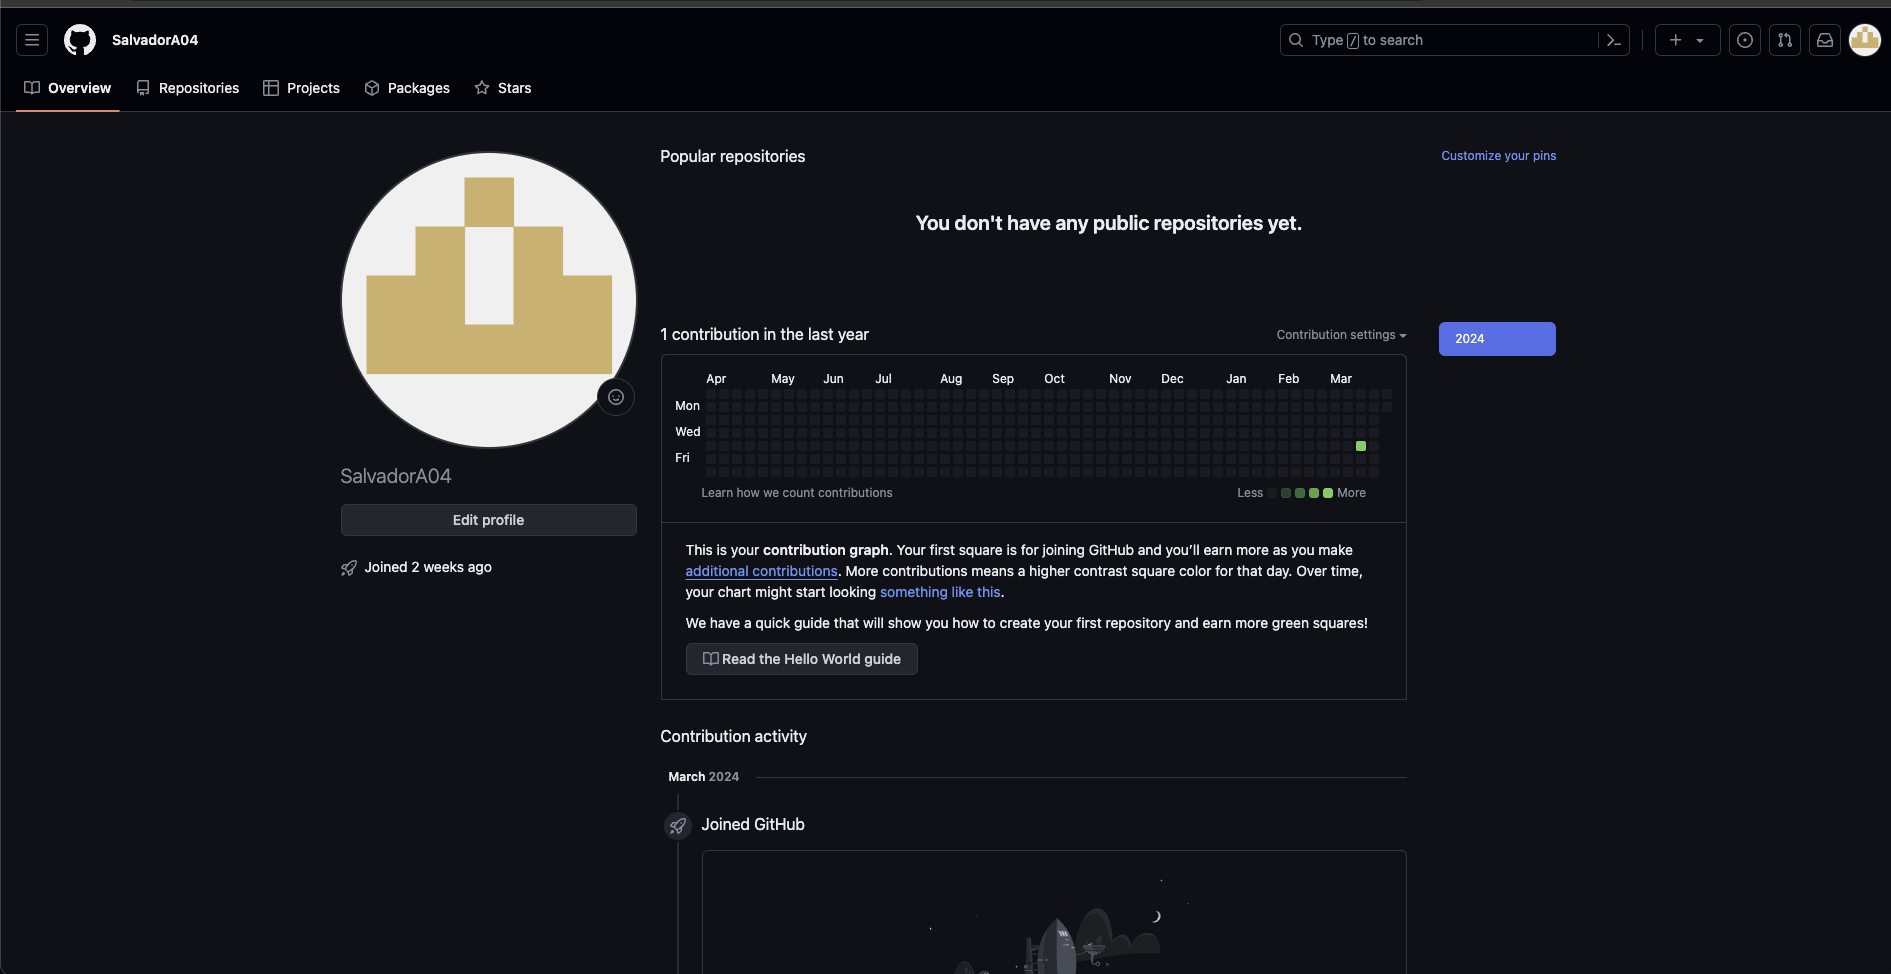 SalvadorA04
Type / to search
Overview
Repositories
Projects
Packages
Stars
SalvadorA04
Edit profile
Joined 2 weeks ago
Popular repositories
Customize your pins
You don't have any public repositories yet.
1 contribution in the last year
Contribution settings
2024
Apr May Jun Jul Aug Sep Oct Nov Dec Jan Feb Mar
Mon
Wed
Fri
Learn how we count contributions
Less More
This is your contribution graph. Your first square is for joining GitHub and you’ll earn more as you make
additional contributions. More contributions means a higher contrast square color for that day. Over time,
your chart might start looking something like this.
We have a quick guide that will show you how to create your first repository and earn more green squares!
Read the Hello World guide
Contribution activity
March 2024
Joined GitHub